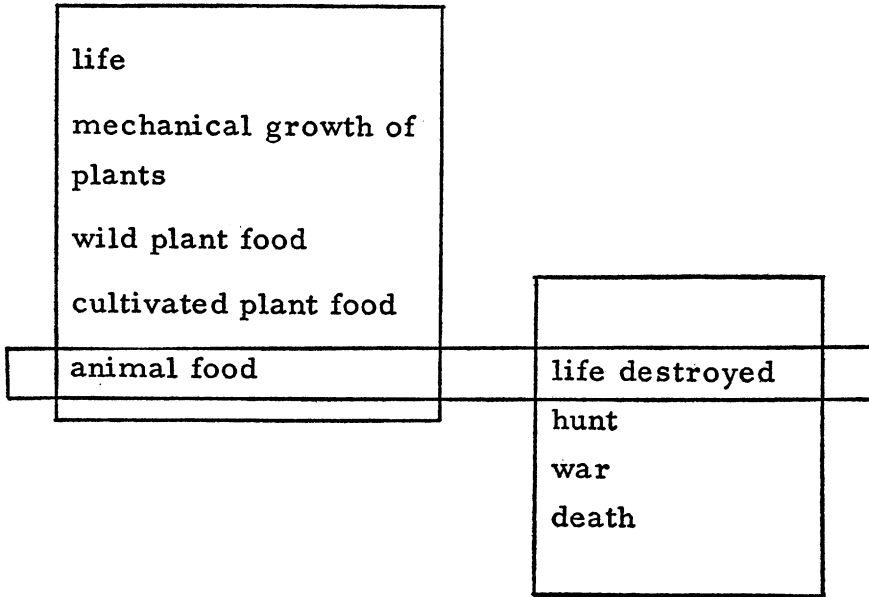 life
mechanical growth of
plants
wild plant food
cultivated plant food
animal food
life destroyed
hunt
war
death